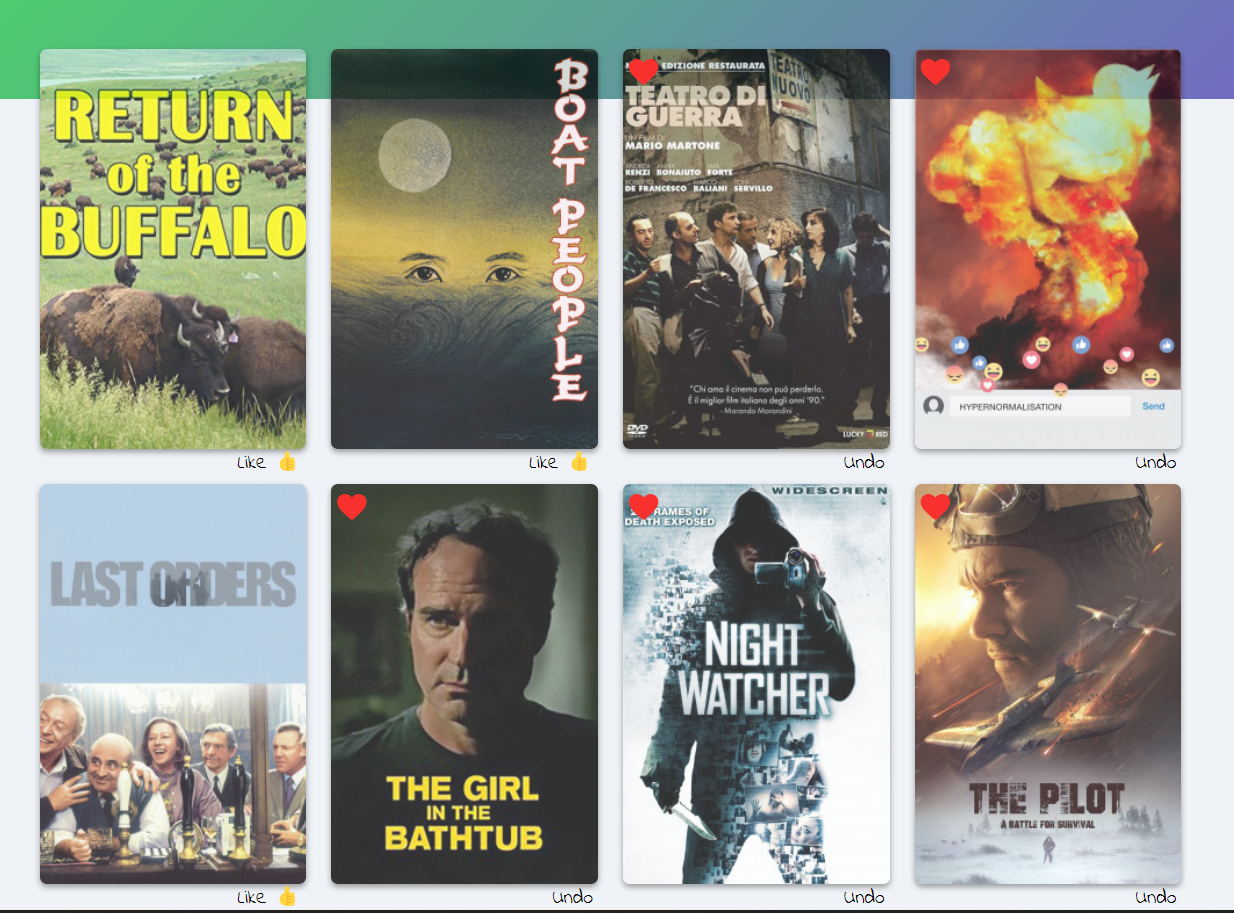 RETURN
of the
BUFFALO
Like 👍
BOAT PEOPLE
Like 👍
EDIZIONE RESTAURATA
TEATRO
NUOVO
TEATRO DI
GUERRA
UN FILM DI
MARIO MARTONE
ANDREA RENZI ANNA BONAIUTO IAIA FORTE
ROBERTO DE FRANCESCO MARCO BALIANI TONI SERVILLO
"Chi ama il cinema non può perderlo.
È il miglior film italiana degli anni '90."
-Morando Morandini
DVD
VIDEO
LUCKY RED
Undo
HYPERNORMALISATION
Send
Undo
LAST ORDERS
Like 👍
THE GIRL
IN THE
BATHTUB
Undo
WIDESCREEN
FRAMES OF
DEATH EXPOSED
NIGHT
WATCHER
Undo
THE PILOT
A BATTLE FOR SURVIVAL
Undo